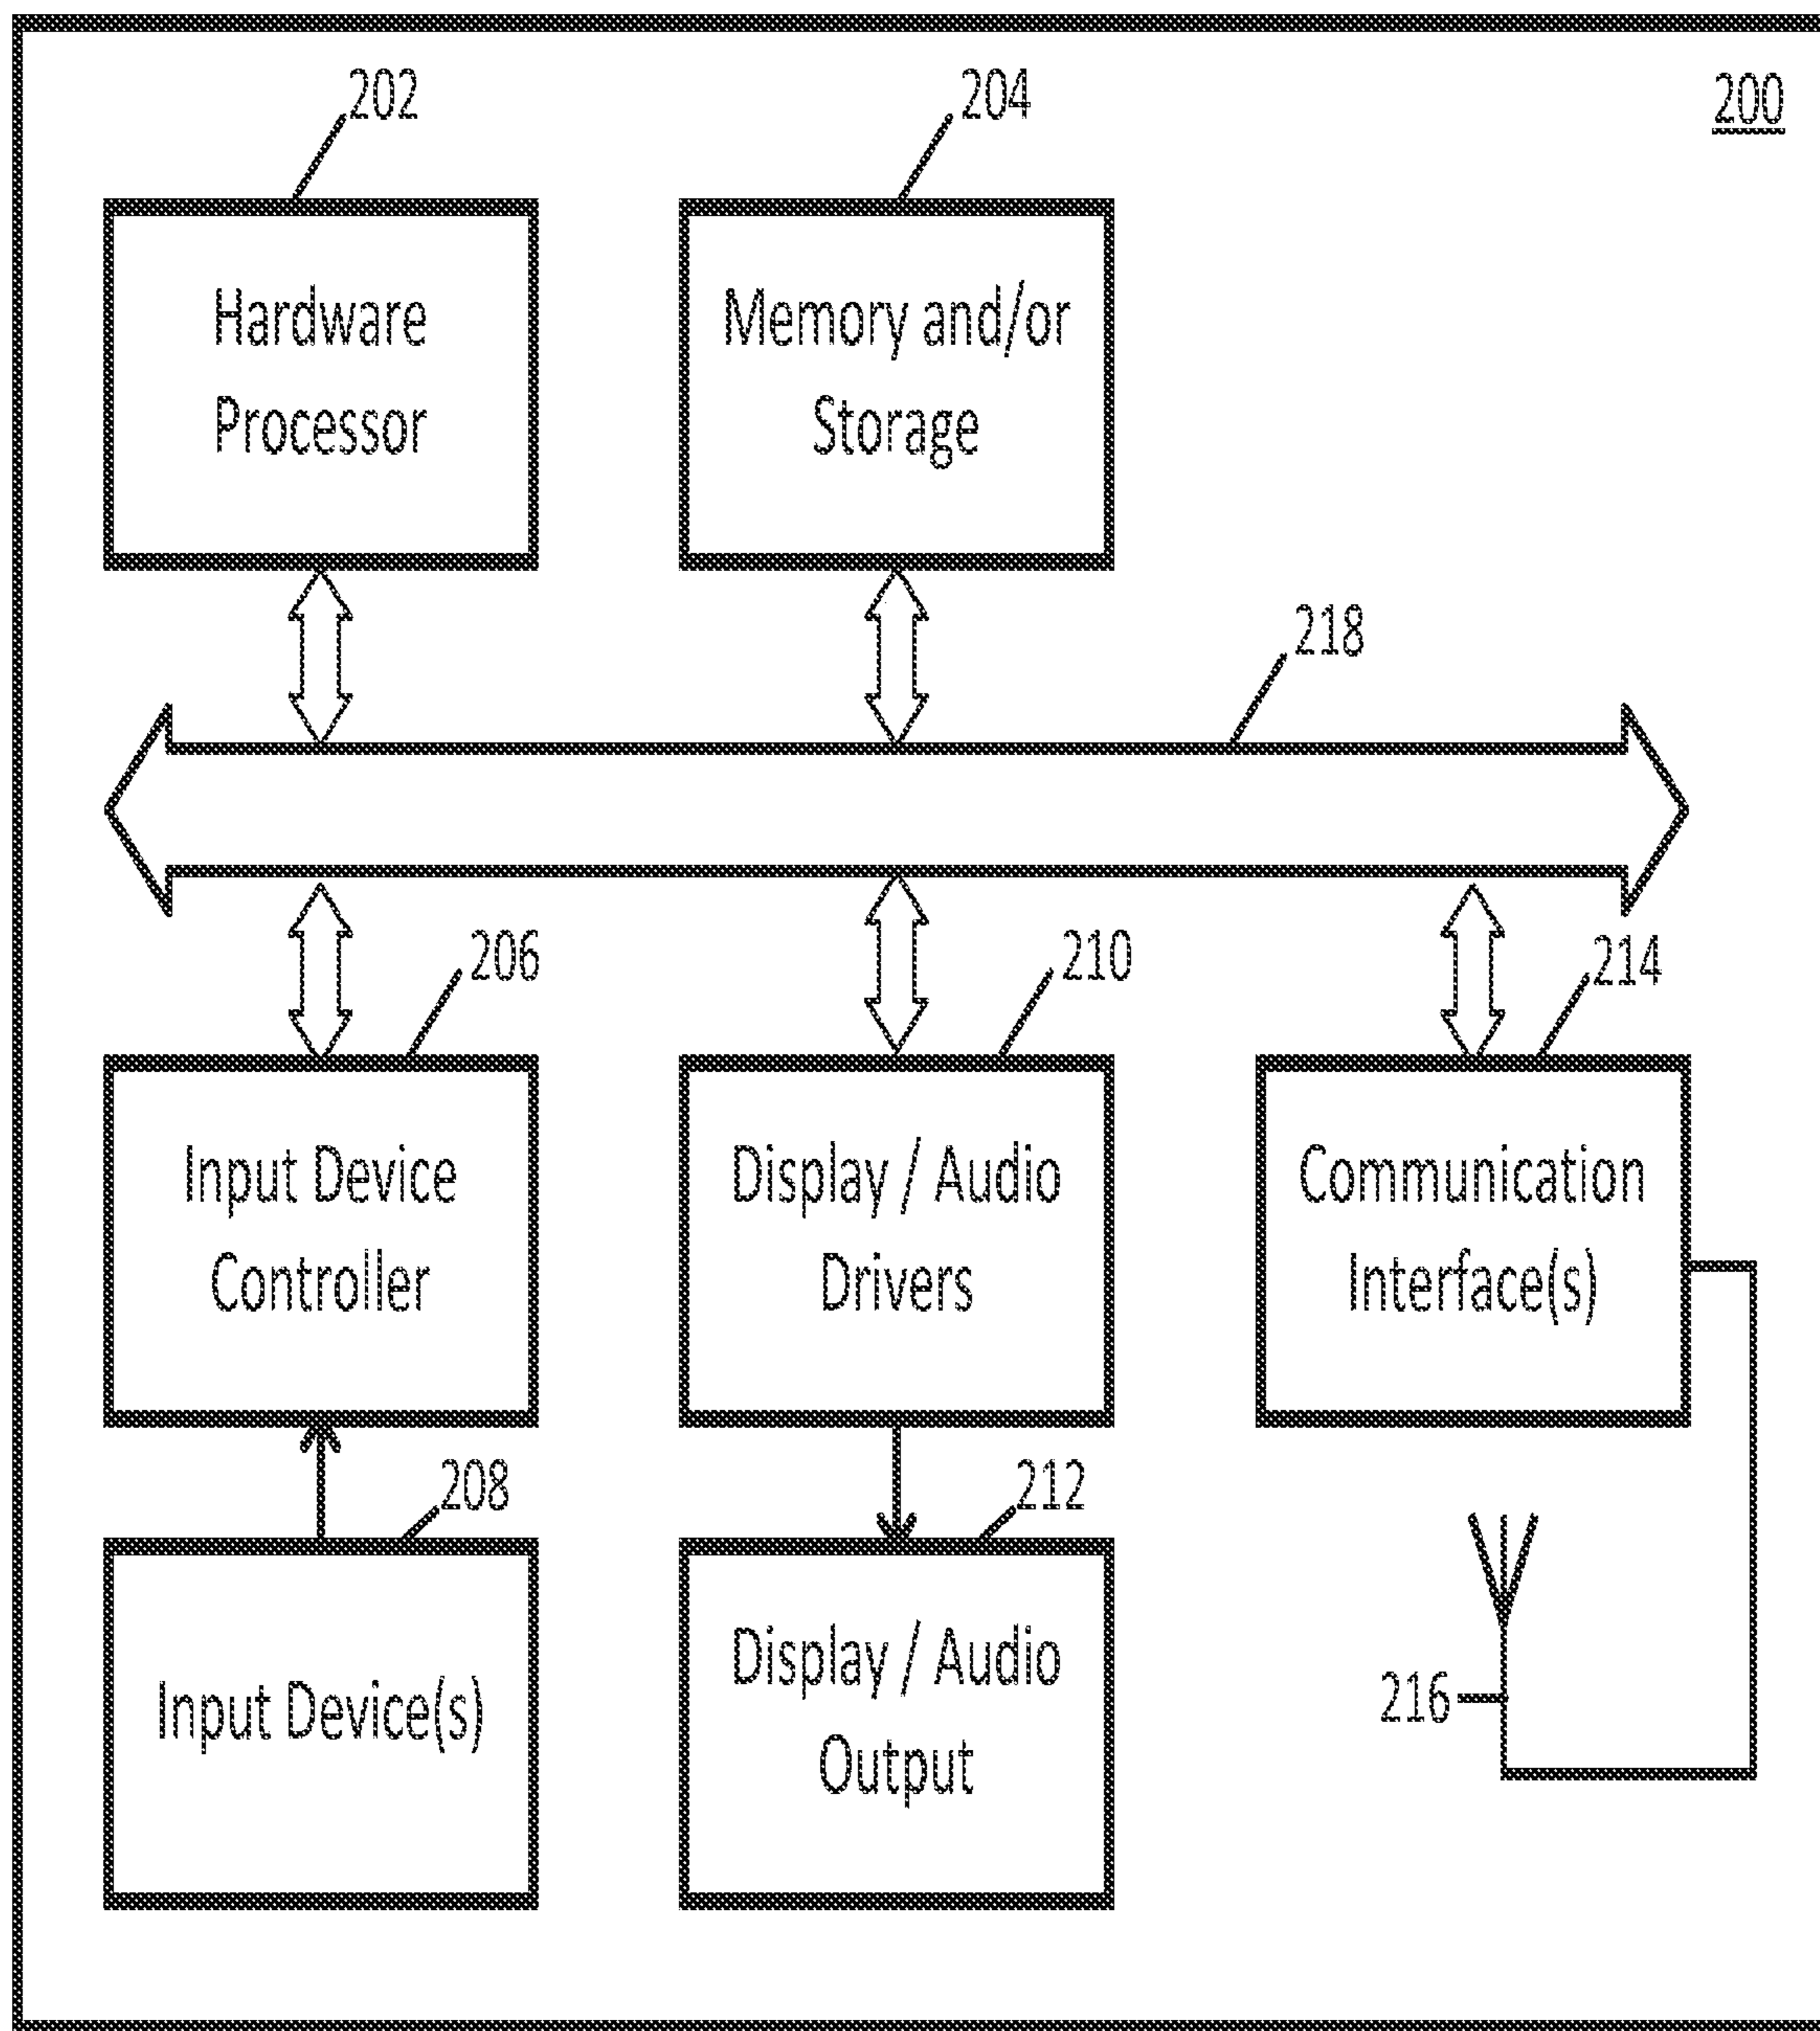 202
204
200
Hardware
Processor
Memory and/or
Storage
218
206
210
214
Input Device
Controller
Display / Audio
Drivers
Communication
Interface(s)
208
212
Input Device(s)
Display / Audio
Output
216